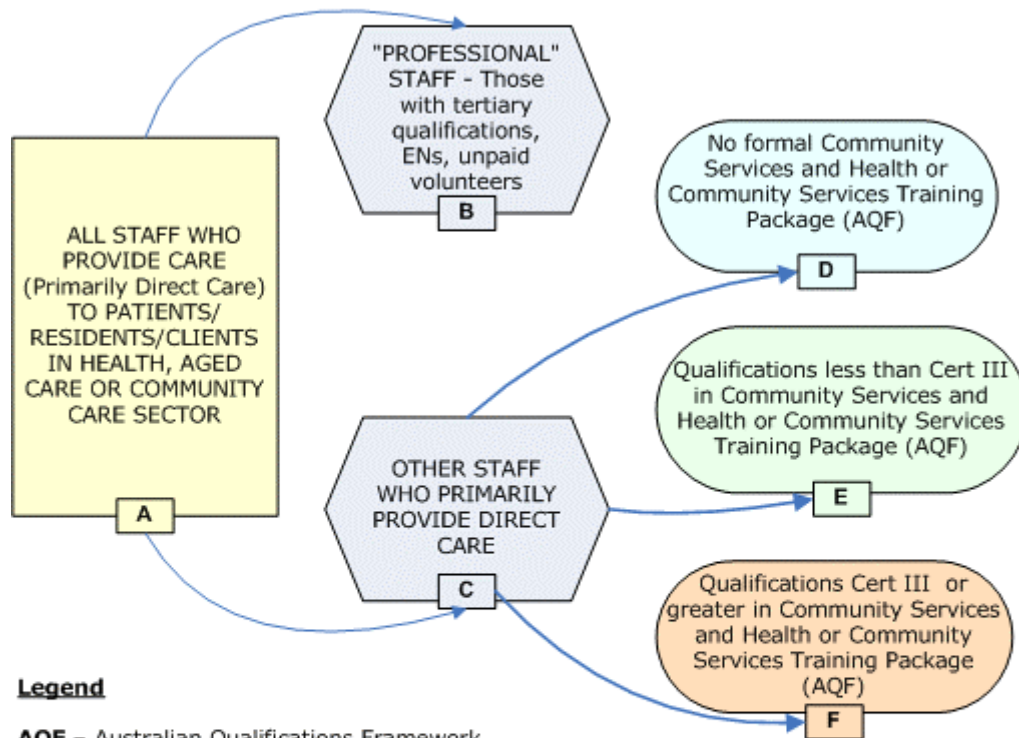 "PROFESSIONAL"
STAFF - Those
with tertiary
qualifications,
ENs, unpaid
volunteers
B
ALL STAFF WHO
PROVIDE CARE
(Primarily Direct Care)
TO PATIENTS/
RESIDENTS/CLIENTS
IN HEALTH, AGED
CARE OR COMMUNITY
CARE SECTOR
A
OTHER STAFF
WHO PRIMARILY
PROVIDE DIRECT
CARE
C
No formal Community
Services and Health or
Community Services Training
Package (AQF)
D
Qualifications less than Cert III
in Community Services and
Health or Community Services
Training Package (AQF)
E
Qualifications Cert III or
greater in Community Services
and Health or Community
Services Training Package
(AQF)
F
Legend
AQF – Australian Qualifications Framework